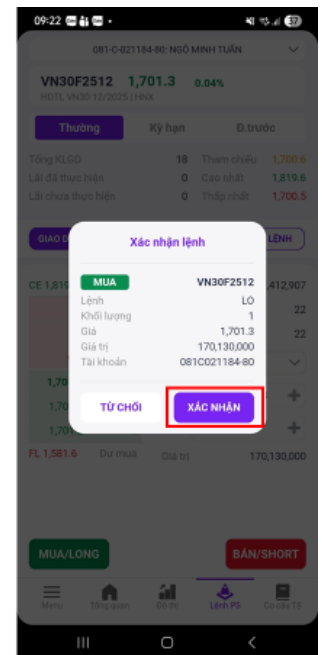 09:22
37
081-C-021184-80: NGÔ MINH TUẤN
VN30F2512 1,701.3 0.04%
HDTL VN30 12/2025 | HNX
Thường Kỳ hạn Đ.trước
Tổng KLGD 18 Tham chiếu 1,700.6
Lãi đã thực hiện 0 Cao nhất 1,819.6
Lãi chưa thực hiện 0 Thấp nhất 1,700.5
GIAO D LỆNH
Xác nhận lệnh
CE 1,819 ,412,907
MUA VN30F2512
Lệnh LO
Khối lượng 1
22
Giá 1,701.3
22
Giá trị 170,130,000
Tài khoản 081C021184-80
1,70
1,70
TỪ CHỐI XÁC NHẬN
1,701
FL 1,581.6 Dư mua Giá trị 170,130,000
MUA/LONG BÁN/SHORT
Menu Tổng quan Đồ thị Lệnh PS Cơ cấu TS